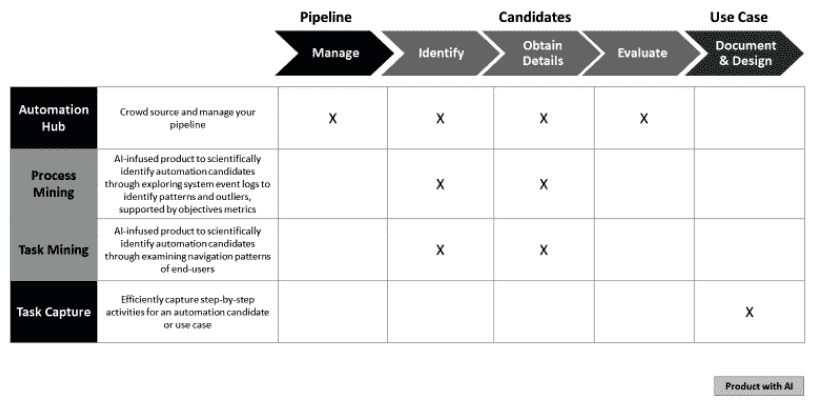 Pipeline Candidates Use Case
Manage Identify Obtain Details Evaluate Document & Design
Automation Hub
Crowd source and manage your
pipeline
X X X X
Process Mining
AI-infused product to scientifically
identify automation candidates
through exploring system event logs to
identify patterns and outliers,
supported by objectives metrics
X X
Task Mining
AI-infused product to scientifically
identify automation candidates
through examining navigation patterns
of end-users
X X
Task Capture
Efficiently capture step-by-step
activities for an automation candidate
or use case
X
Product with AI